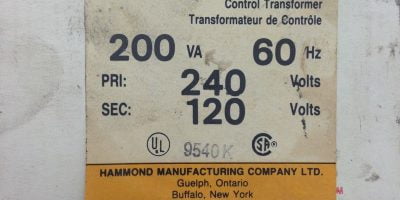 Control Transformer
Transformateur de Contrôle
200 VA 60 Hz
PRI: 240 Volts
SEC: 120 Volts
UL 9540K SA
HAMMOND MANUFACTURING COMPANY LTD.
Guelph, Ontario
Buffalo, New York